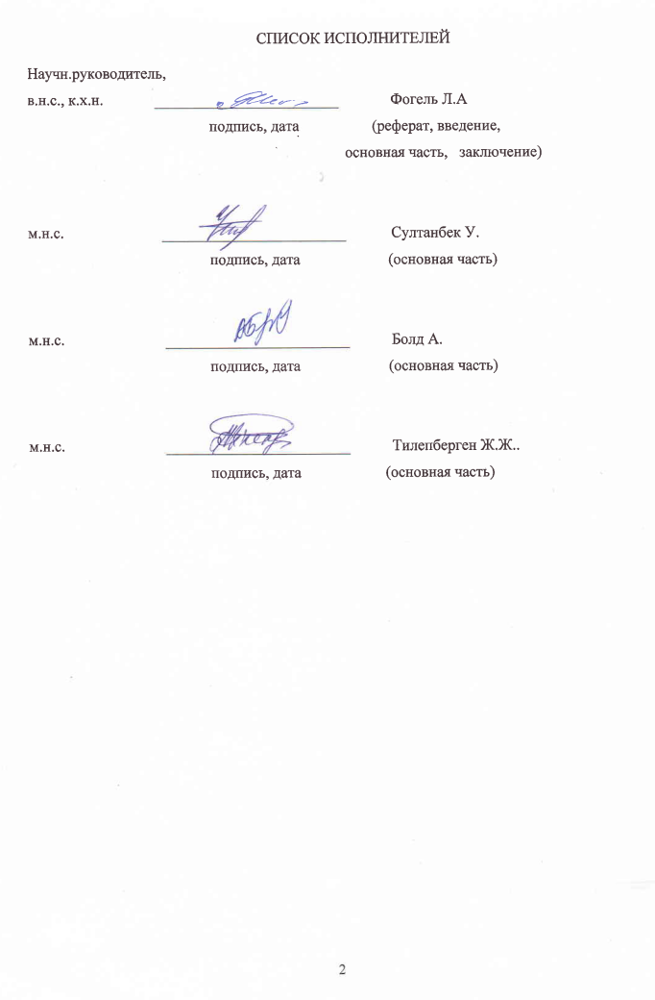 СПИСОК ИСПОЛНИТЕЛЕЙ
Научн.руководитель,
в.н.с., к.х.н. Фогель Л.А
подпись, дата (реферат, введение,
основная часть, заключение)
м.н.с. Султанбек У.
подпись, дата (основная часть)
м.н.с. Болд А.
подпись, дата (основная часть)
м.н.с. Тилепберген Ж.Ж..
подпись, дата (основная часть)
2